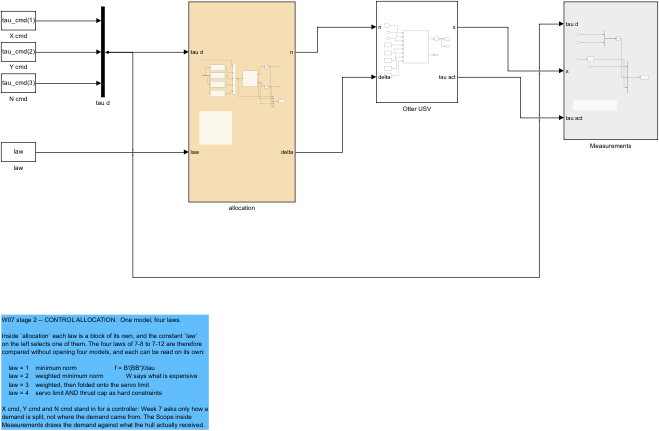 tau_cmd(1)
X cmd
tau_cmd(2)
Y cmd
tau_cmd(3)
N cmd
tau d
law
law
tau d
law
n
delta
allocation
n
delta
x
tau act
Otter USV
tau d
x
tau act
Measurements
W07 stage 2 -- CONTROL ALLOCATION. One model, four laws.
Inside `allocation` each law is a block of its own, and the constant `law`
on the left selects one of them. The four laws of 7-8 to 7-12 are therefore
compared without opening four models, and each can be read on its own:
law = 1 minimum norm f = B'(BB')\tau
law = 2 weighted minimum norm W says what is expensive
law = 3 weighted, then folded onto the servo limit
law = 4 servo limit AND thrust cap as hard constraints
X cmd, Y cmd and N cmd stand in for a controller: Week 7 asks only how a
demand is split, not where the demand came from. The Scope inside
Measurements draws the demand against what the hull actually received.